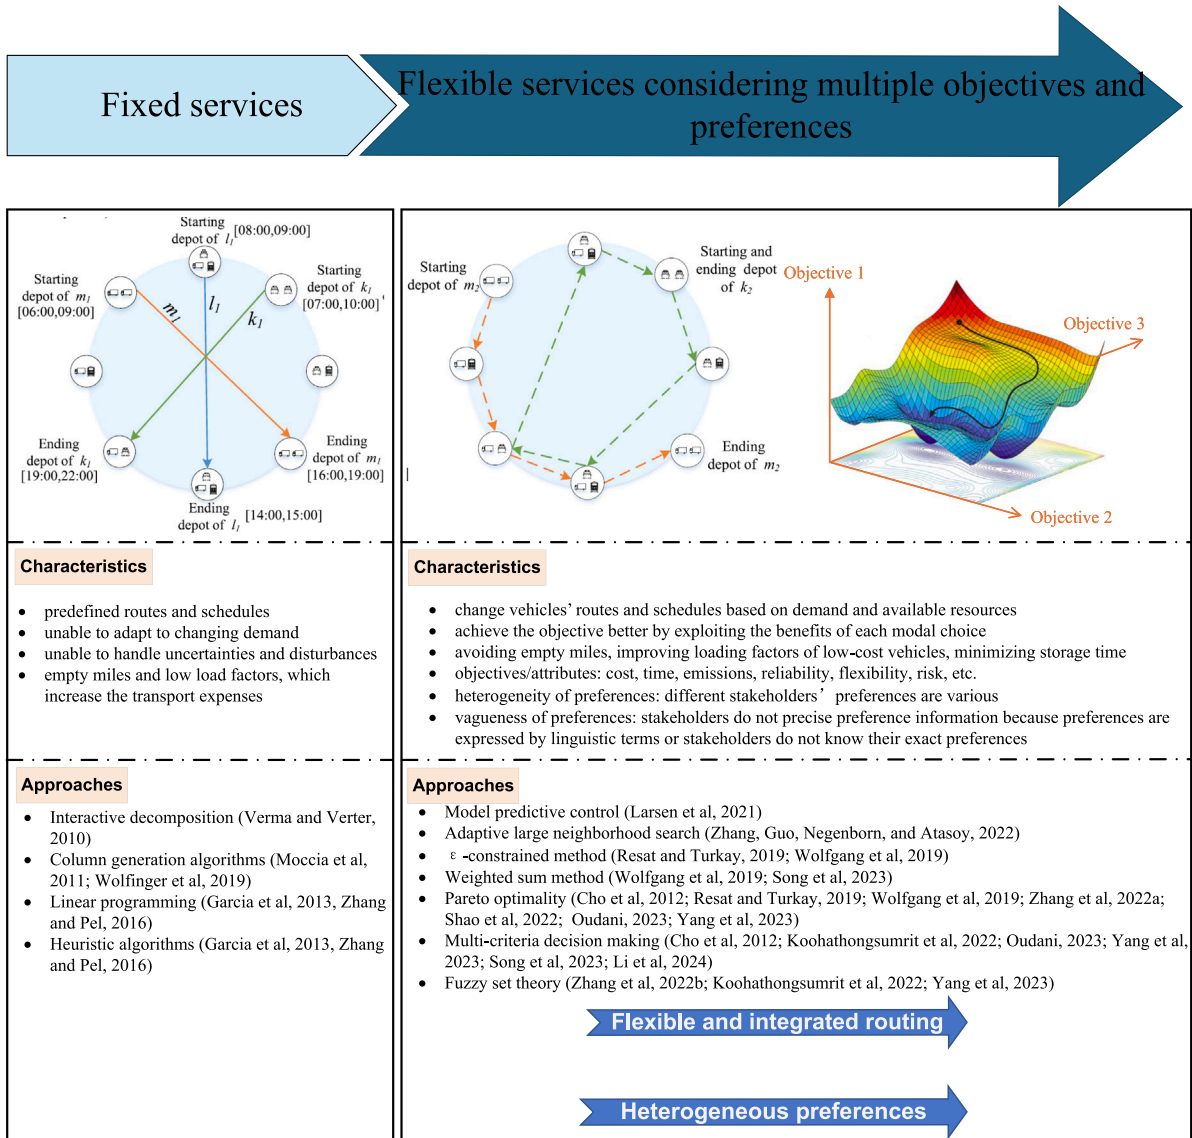 Fixed services
Flexible services considering multiple objectives and
preferences
Starting
depot of l1 [08:00,09:00]
Starting
depot of m1
[06:00,09:00]
Starting
depot of k1
[07:00,10:00]
m1
l1
k1
Ending
depot of k1
[19:00,22:00]
Ending
depot of m1
[16:00,19:00]
Ending
depot of l1 [14:00,15:00]
Starting
depot of m2
Starting and
ending depot
of k2
Ending
depot of m2
Objective 1
Objective 3
Objective 2
Characteristics
• predefined routes and schedules
• unable to adapt to changing demand
• unable to handle uncertainties and disturbances
• empty miles and low load factors, which
increase the transport expenses
Characteristics
• change vehicles' routes and schedules based on demand and available resources
• achieve the objective better by exploiting the benefits of each modal choice
• avoiding empty miles, improving loading factors of low-cost vehicles, minimizing storage time
• objectives/attributes: cost, time, emissions, reliability, flexibility, risk, etc.
• heterogeneity of preferences: different stakeholders' preferences are various
• vagueness of preferences: stakeholders do not precise preference information because preferences are
expressed by linguistic terms or stakeholders do not know their exact preferences
Approaches
• Interactive decomposition (Verma and Verter,
2010)
• Column generation algorithms (Moccia et al,
2011; Wolfinger et al, 2019)
• Linear programming (Garcia et al, 2013, Zhang
and Pel, 2016)
• Heuristic algorithms (Garcia et al, 2013, Zhang
and Pel, 2016)
Approaches
• Model predictive control (Larsen et al, 2021)
• Adaptive large neighborhood search (Zhang, Guo, Negenborn, and Atasoy, 2022)
• ε-constrained method (Resat and Turkay, 2019; Wolfgang et al, 2019)
• Weighted sum method (Wolfgang et al, 2019; Song et al, 2023)
• Pareto optimality (Cho et al, 2012; Resat and Turkay, 2019; Wolfgang et al, 2019; Zhang et al, 2022a;
Shao et al, 2022; Oudani, 2023; Yang et al, 2023)
• Multi-criteria decision making (Cho et al, 2012; Koohathongsumrit et al, 2022; Oudani, 2023; Yang et al,
2023; Song et al, 2023; Li et al, 2024)
• Fuzzy set theory (Zhang et al, 2022b; Koohathongsumrit et al, 2022; Yang et al, 2023)
Flexible and integrated routing
Heterogeneous preferences